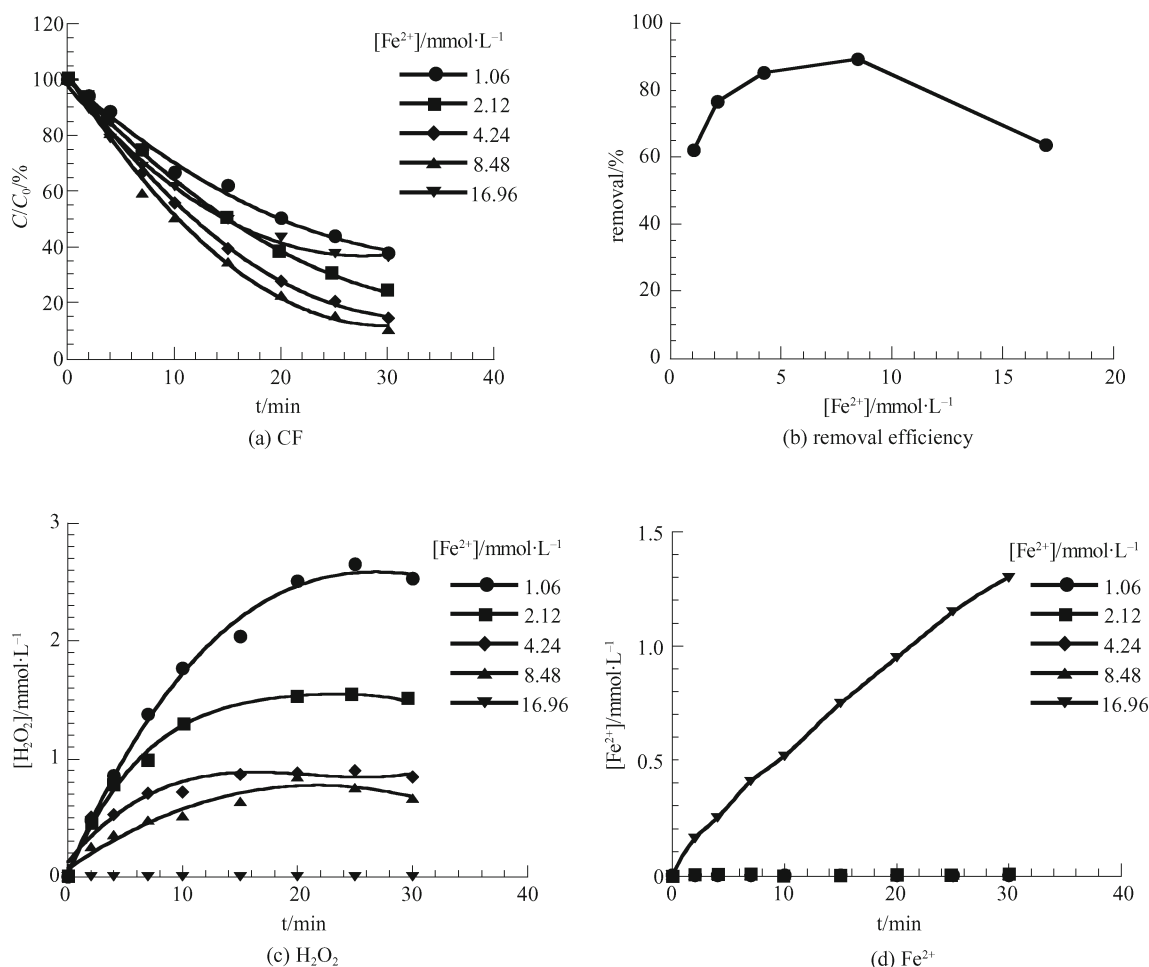 120
100
80
60
40
20
0
C/C₀/%
0 10 20 30 40
t/min
(a) CF
[Fe²⁺]/mmol·L⁻¹
1.06
2.12
4.24
8.48
16.96
100
80
60
40
20
0
removal/%
0 5 10 15 20
[Fe²⁺]/mmol·L⁻¹
(b) removal efficiency
3
2
1
0
[H₂O₂]/mmol·L⁻¹
0 10 20 30 40
t/min
(c) H₂O₂
[Fe²⁺]/mmol·L⁻¹
1.06
2.12
4.24
8.48
16.96
1.5
1.0
0.5
0
[Fe²⁺]/mmol·L⁻¹
0 10 20 30 40
t/min
(d) Fe²⁺
[Fe²⁺]/mmol·L⁻¹
1.06
2.12
4.24
8.48
16.96